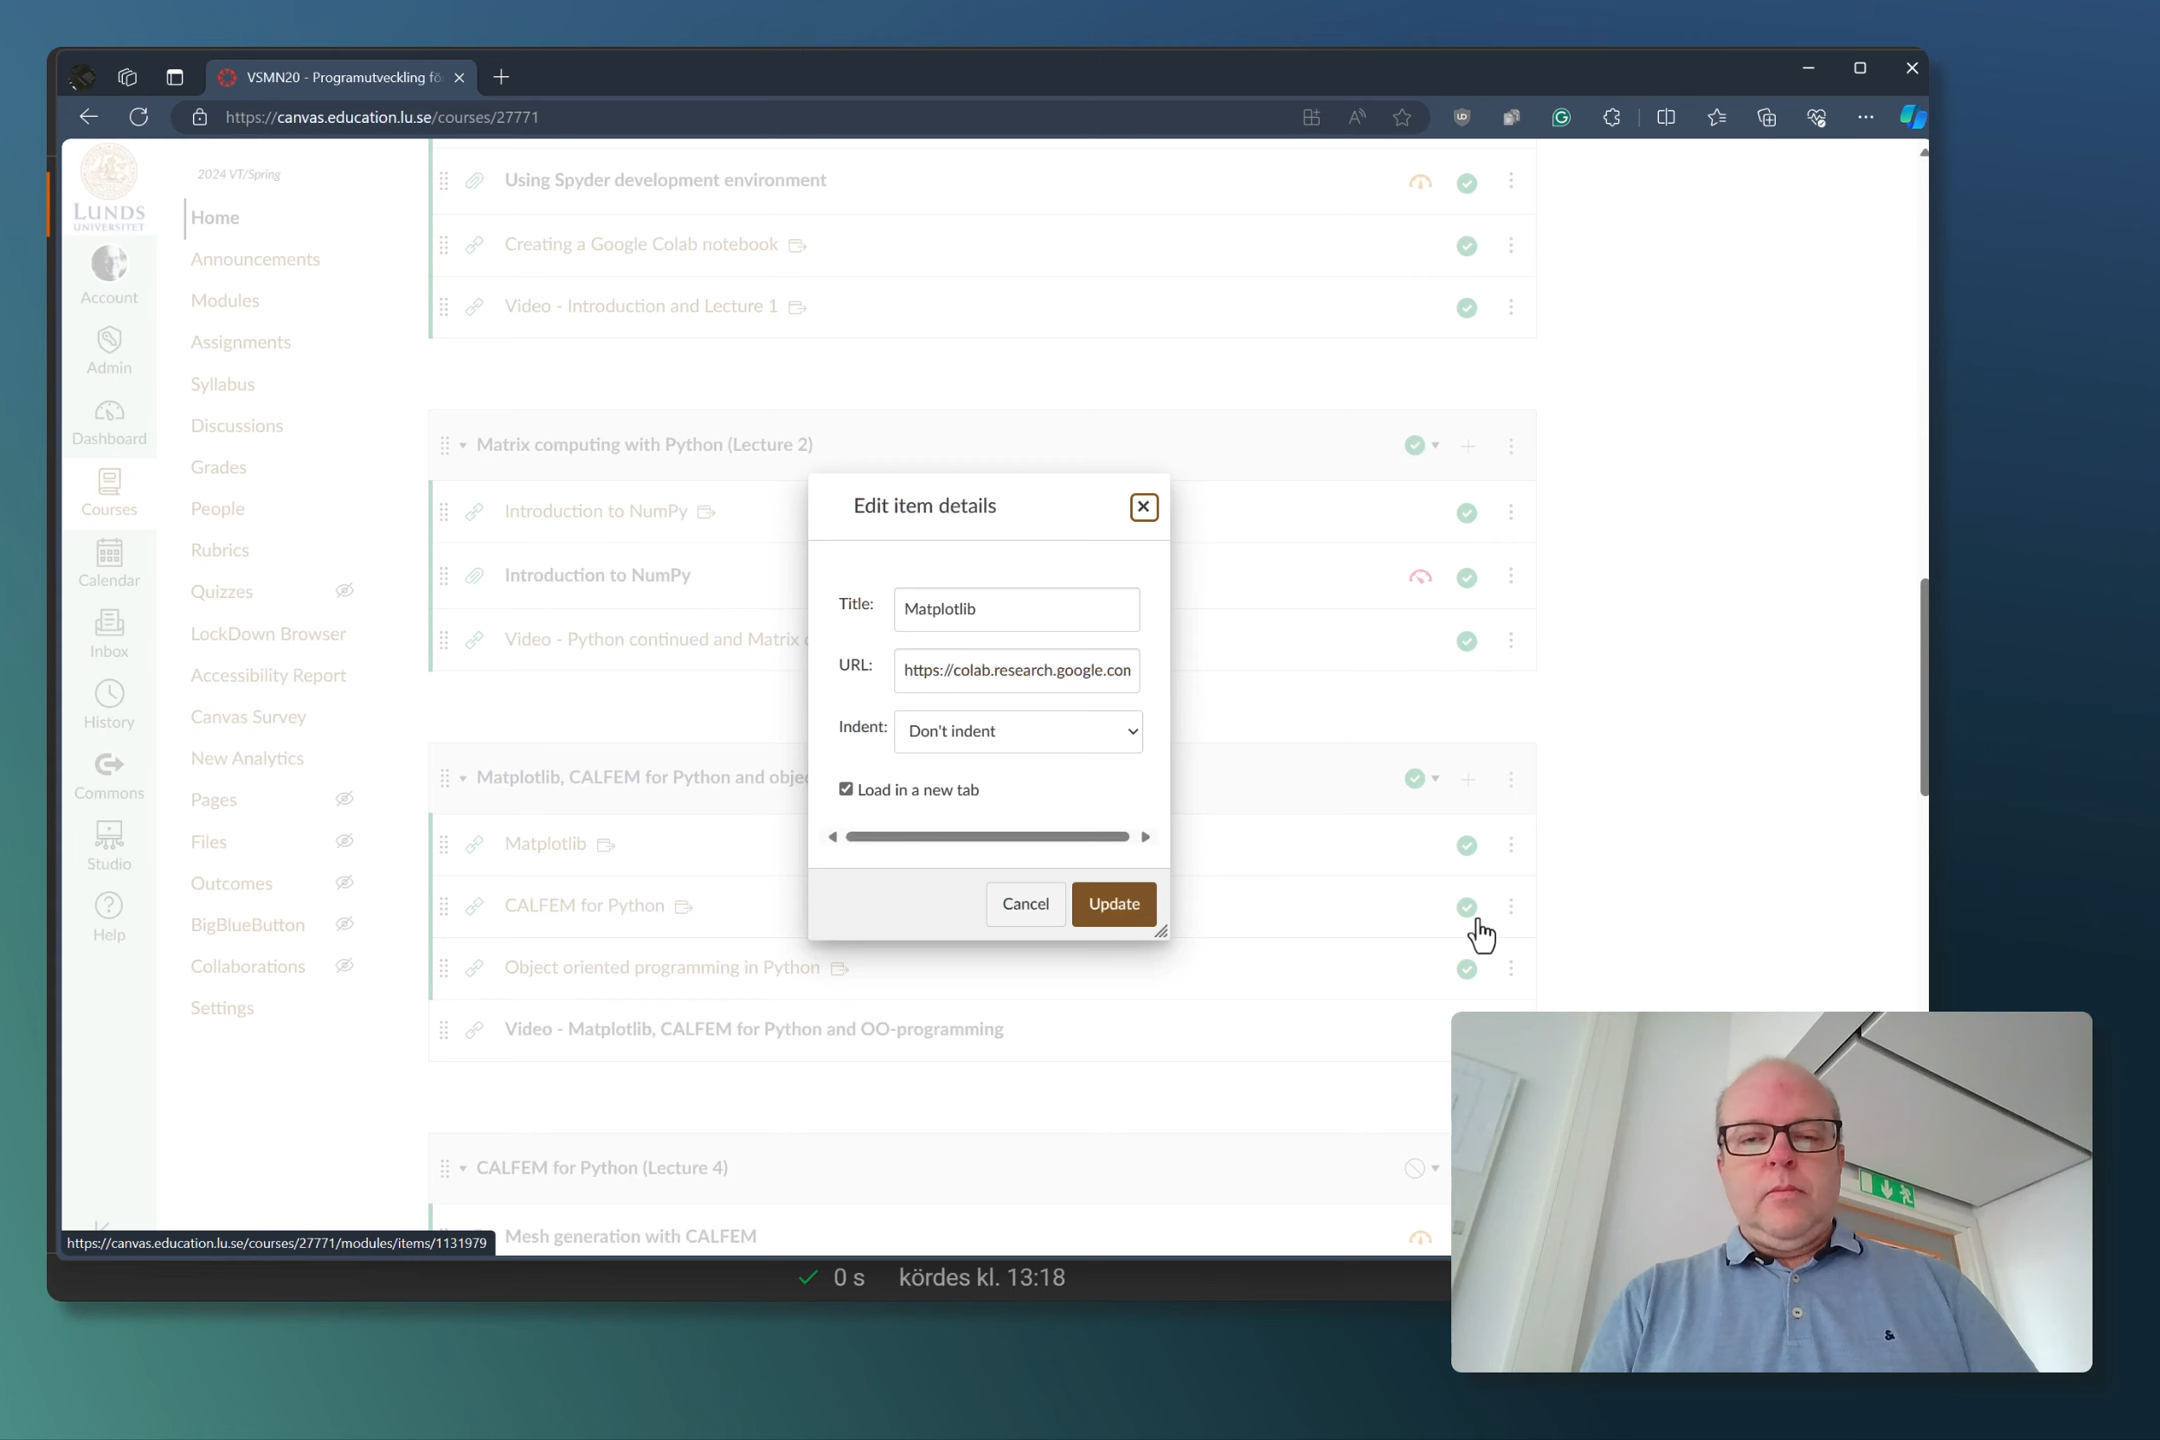 VSMN20 - Programutveckling fö
https://canvas.education.lu.se/courses/27771
LUNDS
UNIVERSITET
Account
Admin
Dashboard
Courses
Calendar
Inbox
History
Commons
Studio
Help
2024 VT/Spring
Home
Announcements
Modules
Assignments
Syllabus
Discussions
Grades
People
Rubrics
Quizzes
LockDown Browser
Accessibility Report
Canvas Survey
New Analytics
Pages
Files
Outcomes
BigBlueButton
Collaborations
Settings
Using Spyder development environment
Creating a Google Colab notebook
Video - Introduction and Lecture 1
Matrix computing with Python (Lecture 2)
Introduction to NumPy
Introduction to NumPy
Video - Python continued and Matrix
Matplotlib, CALFEM for Python and obje
Matplotlib
CALFEM for Python
Object oriented programming in Python
Video - Matplotlib, CALFEM for Python and OO-programming
CALFEM for Python (Lecture 4)
Mesh generation with CALFEM
Edit item details
Title: Matplotlib
URL: https://colab.research.google.con
Indent: Don't indent
Load in a new tab
Cancel Update
https://canvas.education.lu.se/courses/27771/modules/items/1131979
0 s kördes kl. 13:18